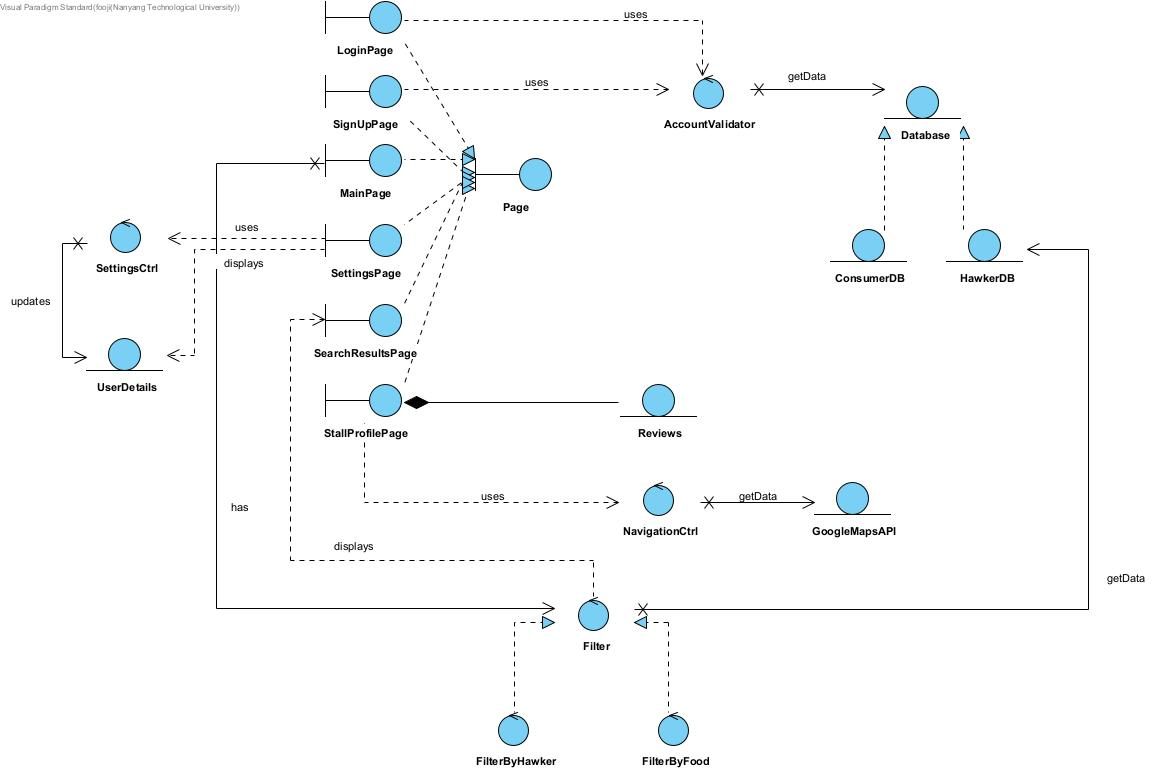 Visual Paradigm Standard(fooji(Nanyang Technological University))
uses
LoginPage
getData
uses
SignUpPage
AccountValidator
Database
MainPage
Page
uses
SettingsCtrl
displays
SettingsPage
ConsumerDB
HawkerDB
updates
SearchResultsPage
UserDetails
StallProfilePage
Reviews
uses
getData
has
NavigationCtrl
GoogleMapsAPI
displays
getData
Filter
FilterByHawker
FilterByFood